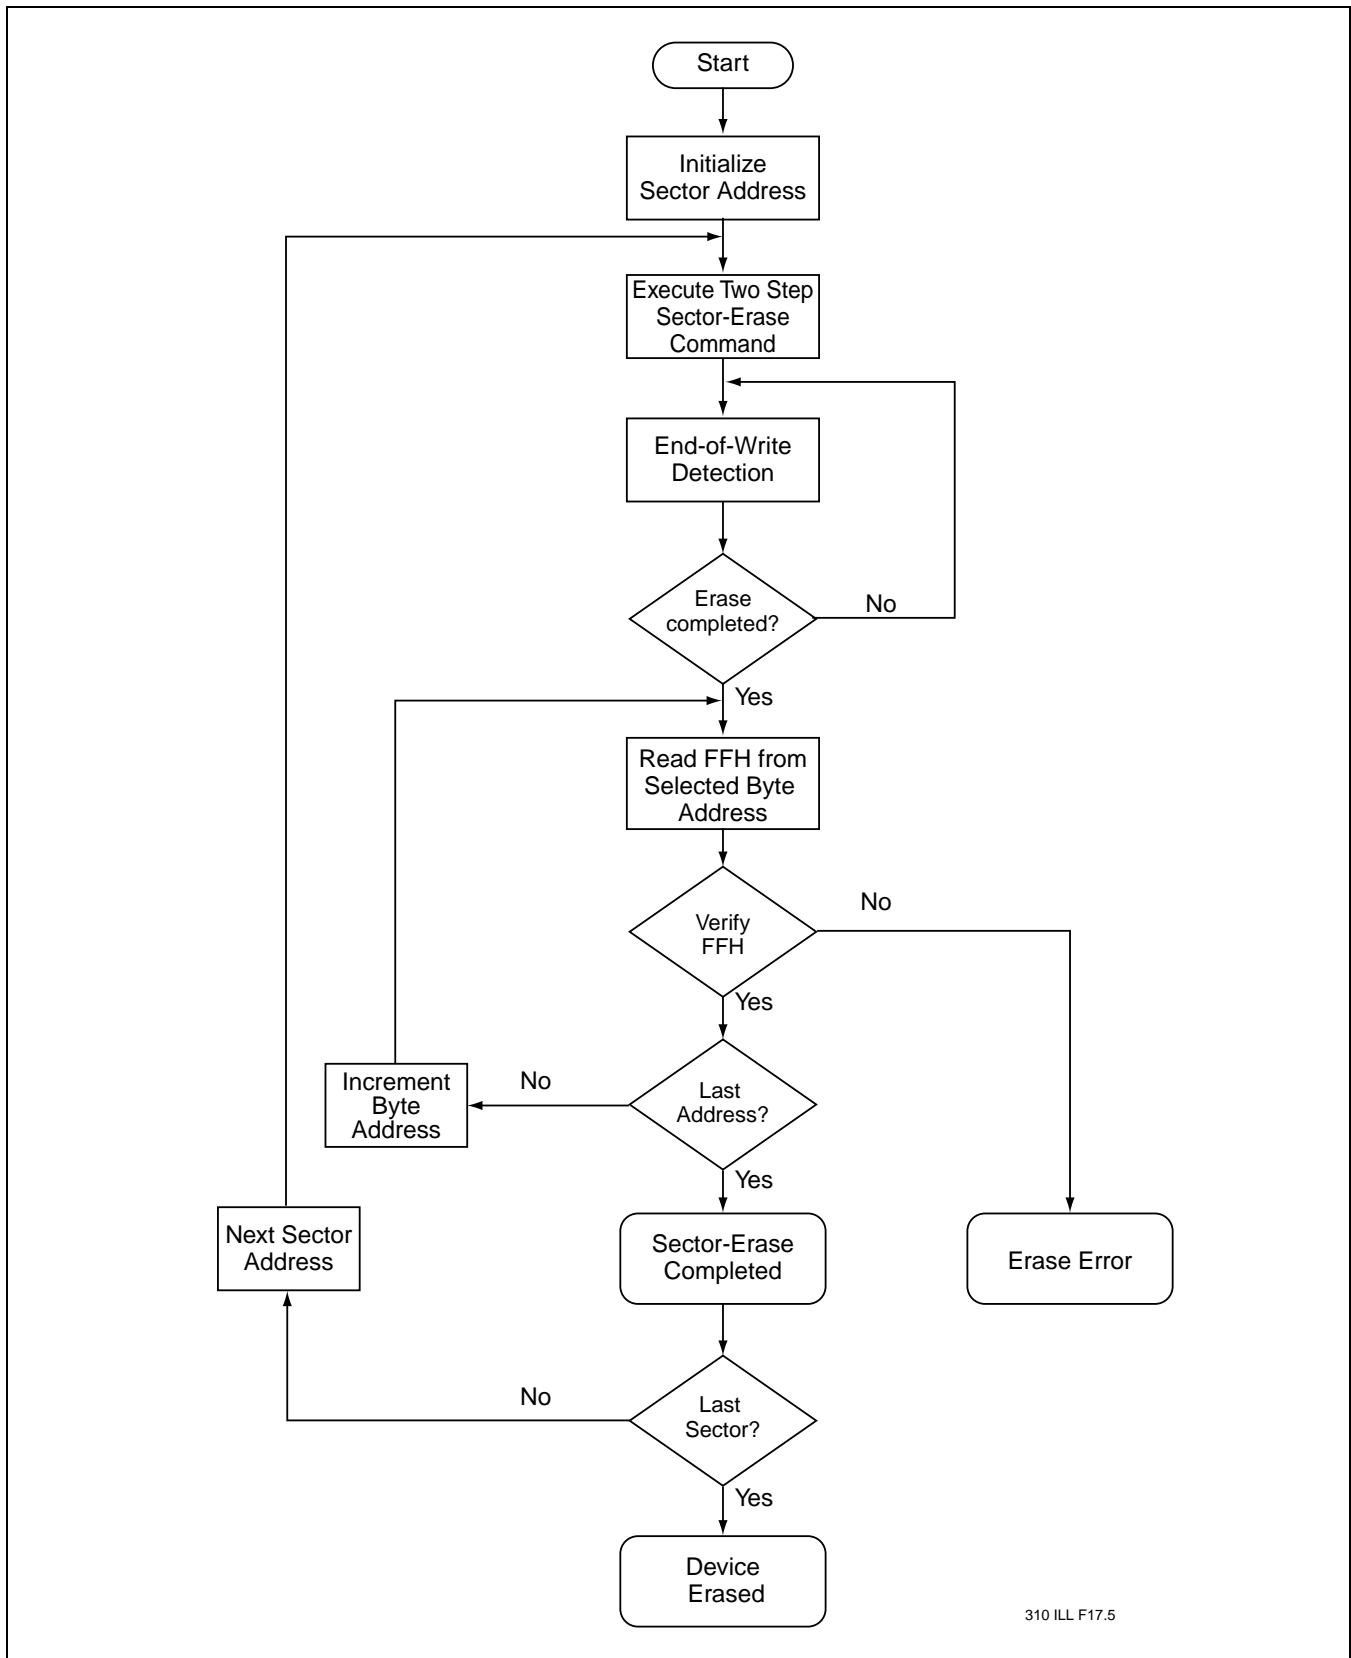 Start
Initialize
Sector Address
Execute Two Step
Sector-Erase
Command
End-of-Write
Detection
Erase
completed?
No
Yes
Read FFH from
Selected Byte
Address
Verify
FFH
No
Yes
Last
Address?
No
Increment
Byte
Address
Yes
Sector-Erase
Completed
Next Sector
Address
Erase Error
Last
Sector?
No
Yes
Device
Erased
310 ILL F17.5